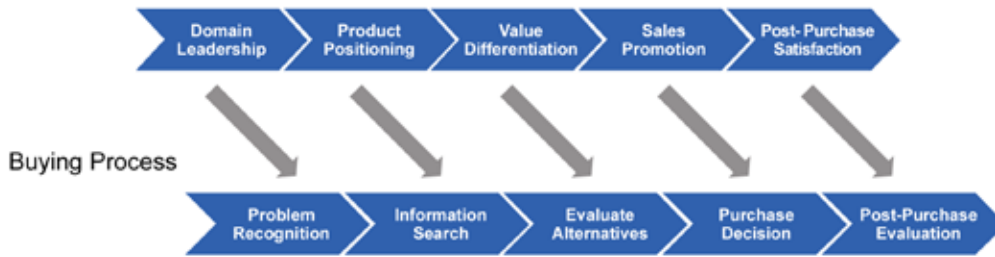 Domain
Leadership
Product
Positioning
Value
Differentiation
Sales
Promotion
Post- Purchase
Satisfaction
Buying Process
Problem
Recognition
Information
Search
Evaluate
Alternatives
Purchase
Decision
Post-Purchase
Evaluation